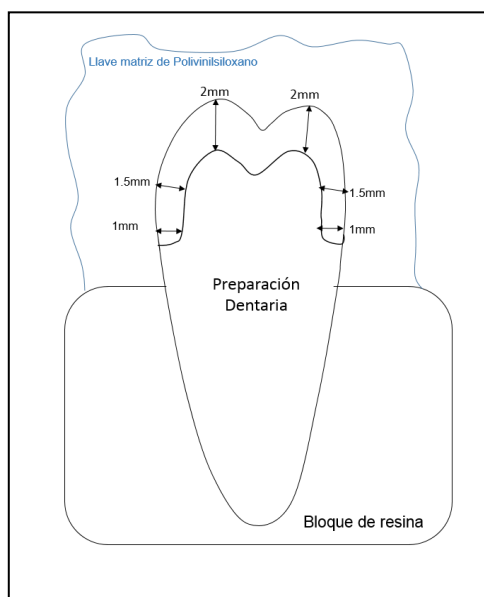 Llave matriz de Polivinilsiloxano
2mm
2mm
1.5mm
1.5mm
1mm
1mm
Preparación
Dentaria
Bloque de resina